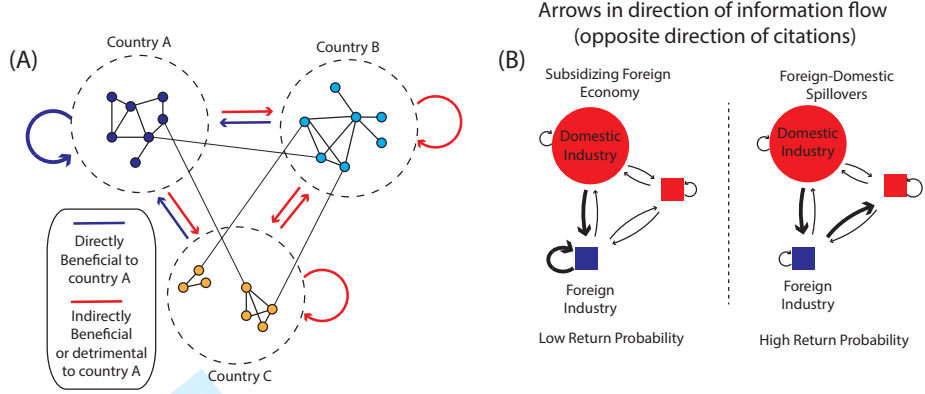 Arrows in direction of information flow
(opposite direction of citations)
(A)
Country A
Country B
Country C
Directly
Beneficial to
country A
Indirectly
Beneficial
or detrimental
to country A
(B)
Subsidizing Foreign
Economy
Domestic
Industry
Foreign
Industry
Low Return Probability
Foreign-Domestic
Spillovers
Domestic
Industry
Foreign
Industry
High Return Probability